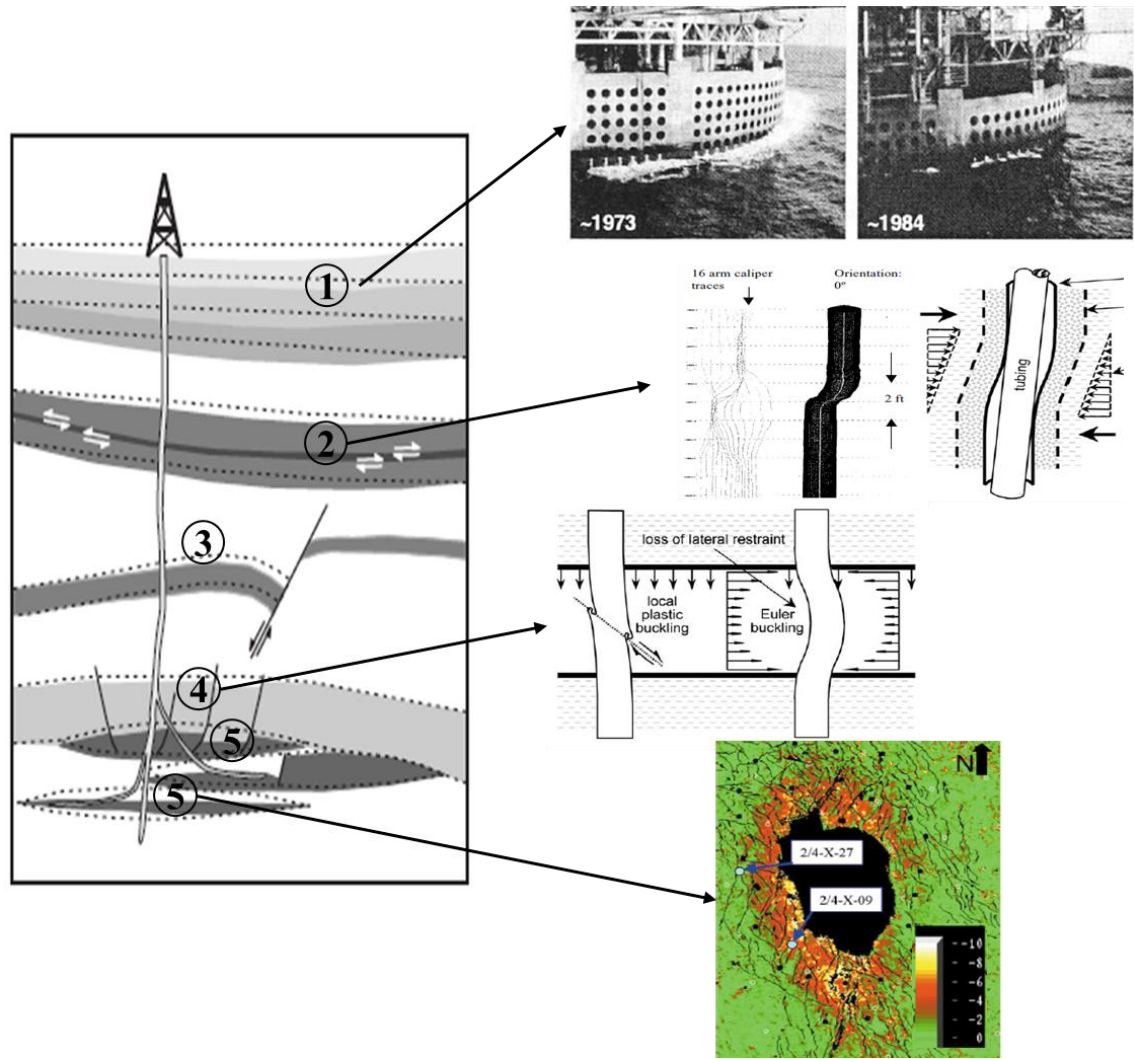 ~1973
~1984
1
16 arm caliper
traces
Orientation:
0º
2 ft
tubing
2
3
loss of lateral restraint
local
plastic
buckling
Euler
buckling
4
5
5
N
2/4-X-27
2/4-X-09
-10
-8
-6
-4
-2
0